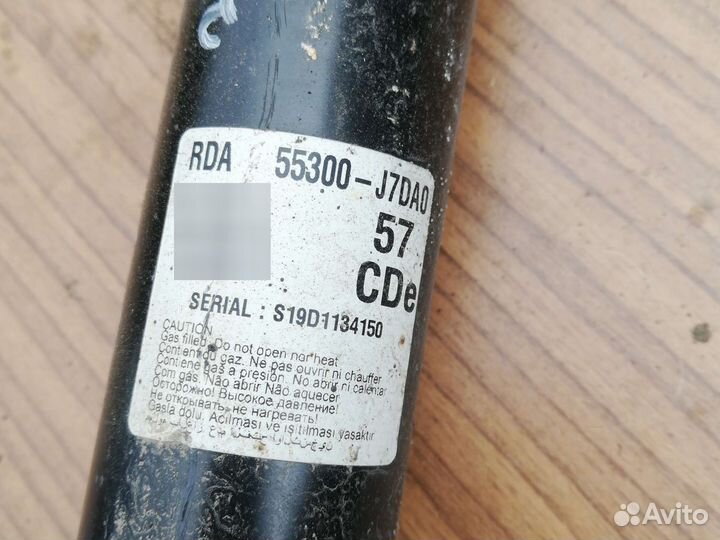 RDA 55300-J7DA0
57
CDe
SERIAL : S19D1134150
CAUTION
Gas filled, Do not open nor heat
Contient du gaz. Ne pas ouvrir ni chauffer
Contiene gas a presión. No abrir ni calentar
Com gás. Não abrir Não aquecer
Осторожно! Высокое давление!
Не открывать, не нагревать!
Gasla dolu. Açılması ve ısıtılması yasaktır
Avito